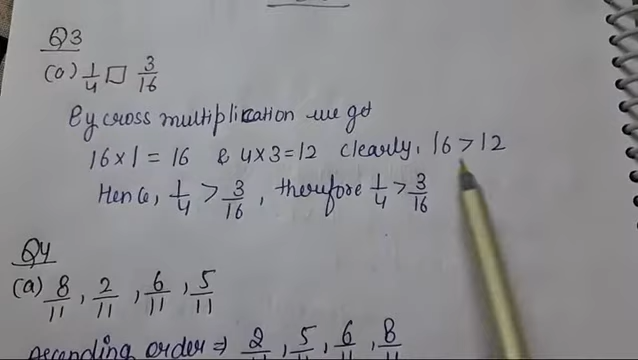 Q3
(a) 1/4 □ 3/16
By cross multiplication we get
16 x 1 = 16 & 4 x 3 = 12 clearly, 16 > 12
Hence, 1/4 > 3/16, therefore 1/4 > 3/16
Q4
(a) 8/11, 2/11, 6/11, 5/11
Ascending order ⇒ 2/11, 5/11, 6/11, 8/11